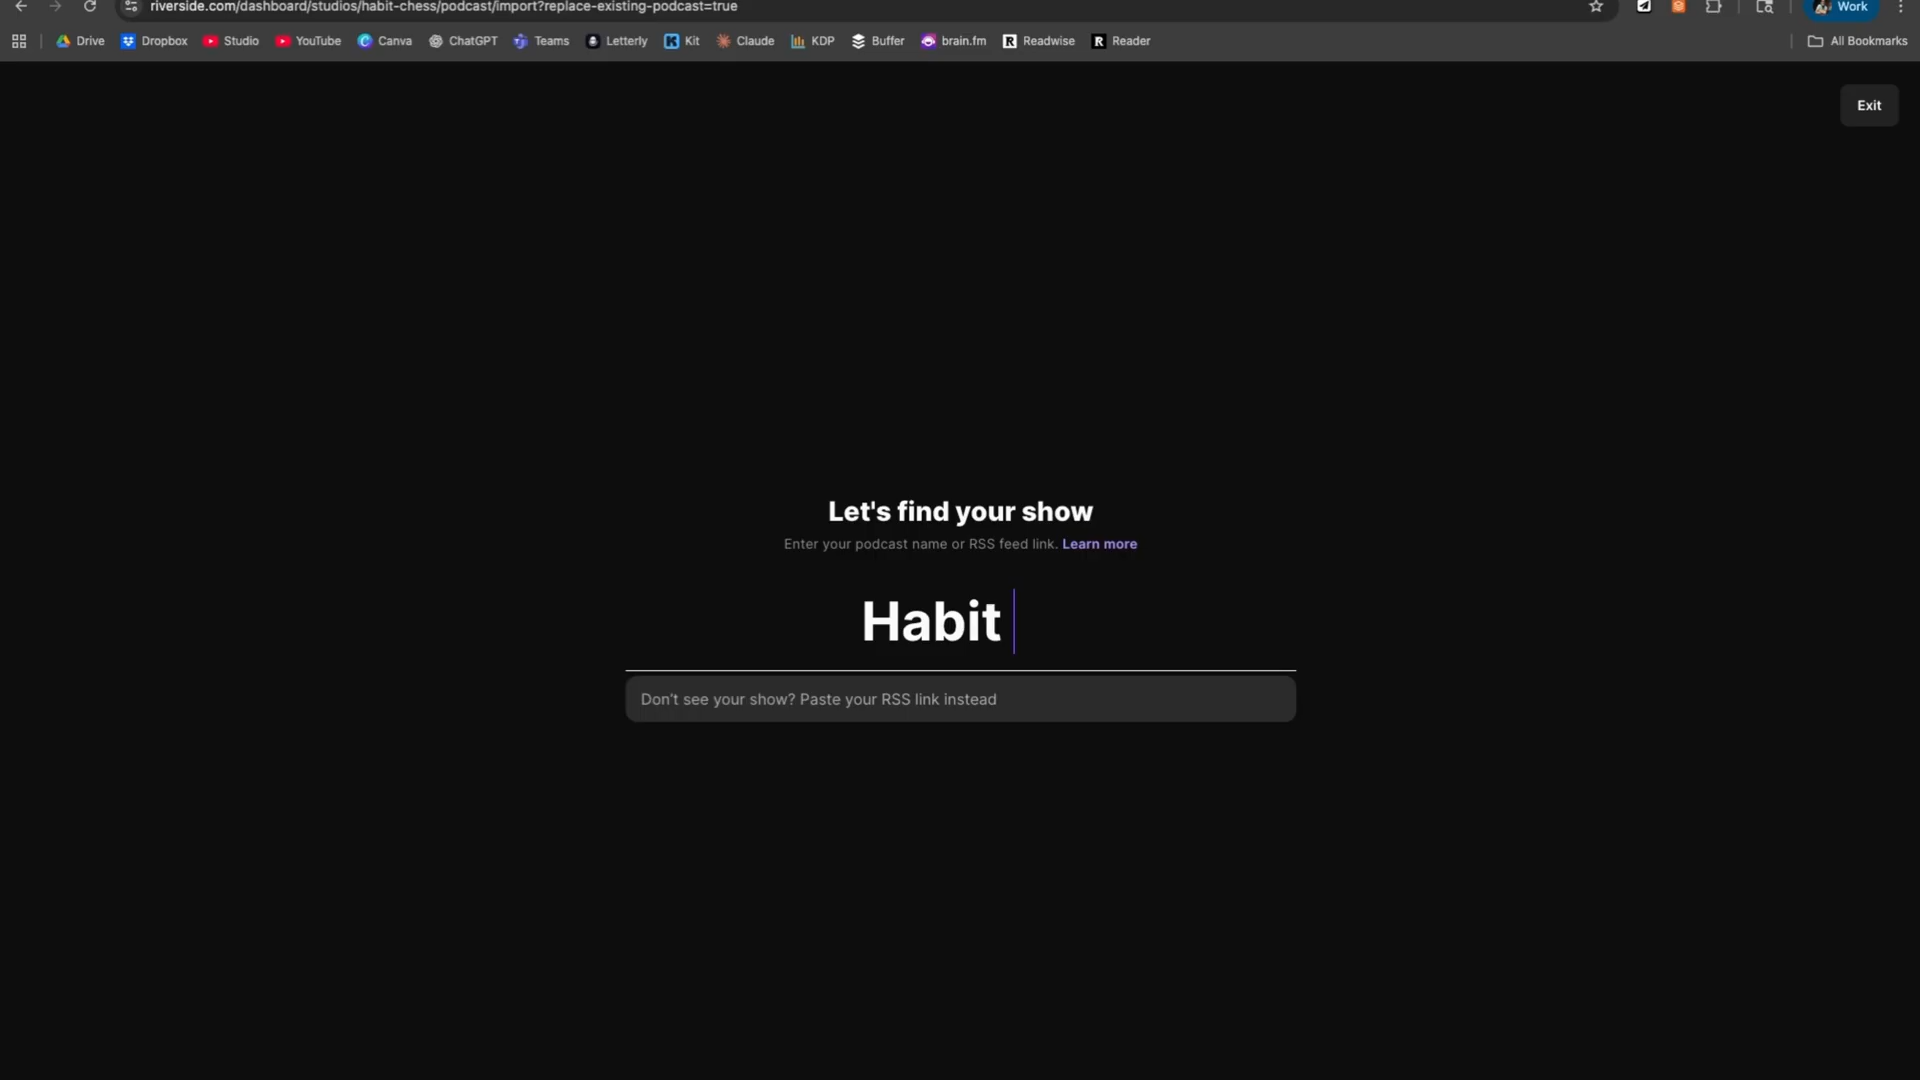 riverside.com/dashboard/studios/habit-chess/podcast/import?replace-existing-podcast=true
Work
Drive
Dropbox
Studio
YouTube
Canva
ChatGPT
Teams
Letterly
Kit
Claude
KDP
Buffer
brain.fm
Readwise
Reader
All Bookmarks
Exit
Let's find your show
Enter your podcast name or RSS feed link. Learn more
Habit
Don't see your show? Paste your RSS link instead